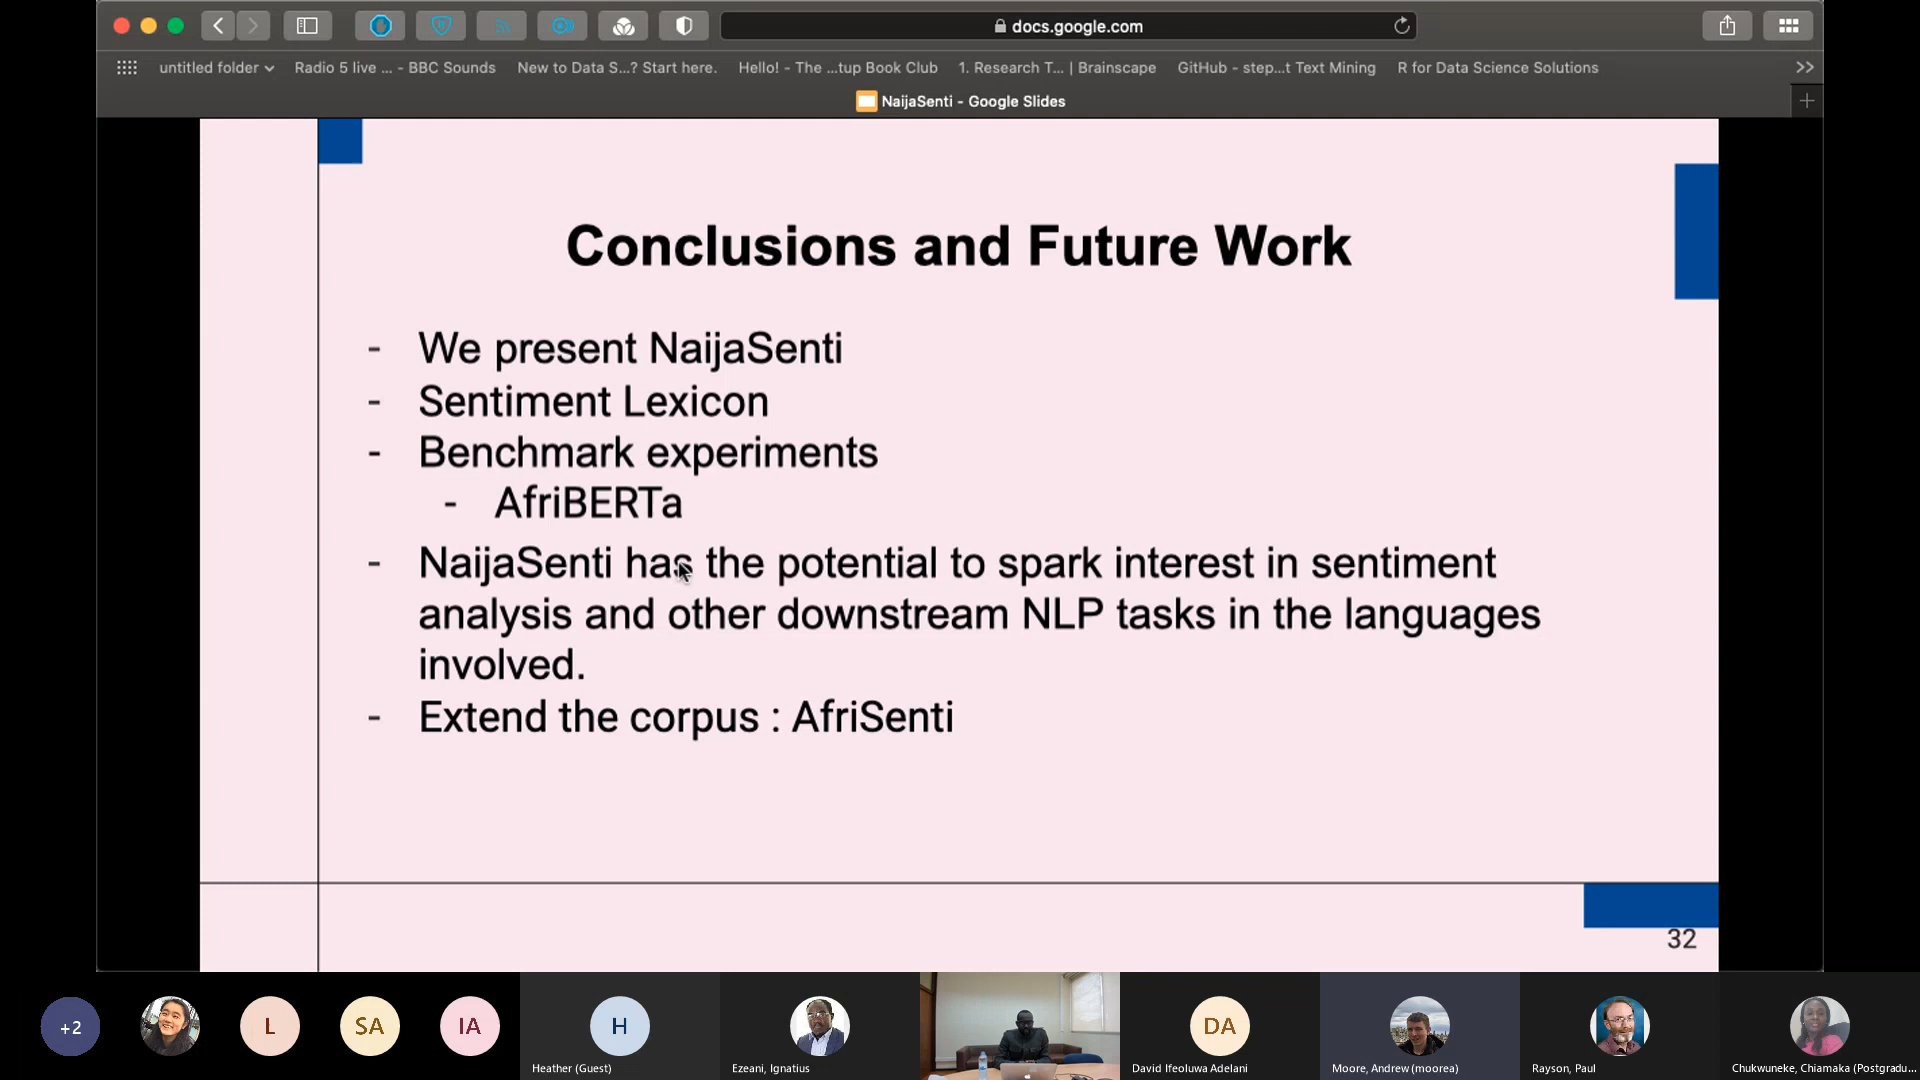 docs.google.com
untitled folder
Radio 5 live ... - BBC Sounds
New to Data S...? Start here.
Hello! - The ...tup Book Club
1. Research T... | Brainscape
GitHub - step...t Text Mining
R for Data Science Solutions
NaijaSenti - Google Slides
Conclusions and Future Work
- We present NaijaSenti
- Sentiment Lexicon
- Benchmark experiments
- AfriBERTa
- NaijaSenti has the potential to spark interest in sentiment
analysis and other downstream NLP tasks in the languages
involved.
- Extend the corpus : AfriSenti
32
+2
L
SA
IA
H
Heather (Guest)
Ezeani, Ignatius
DA
David Ifeoluwa Adelani
Moore, Andrew (moorea)
Rayson, Paul
Chukwuneke, Chiamaka (Postgradu...